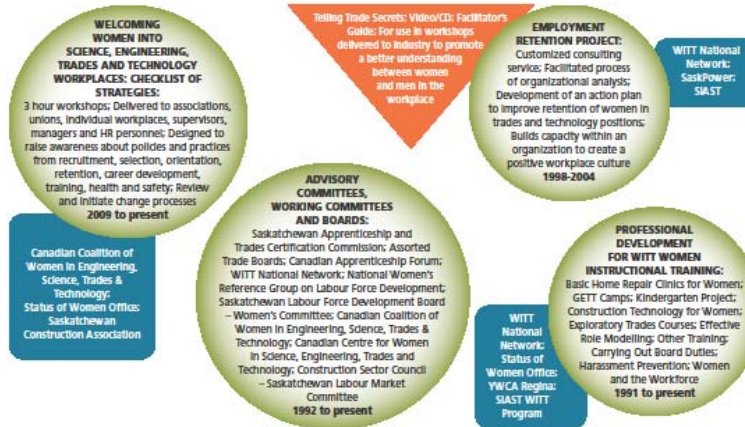 WELCOMING
WOMEN INTO
SCIENCE, ENGINEERING,
TRADES AND TECHNOLOGY
WORKPLACES: CHECKLIST OF
STRATEGIES:
3 hour workshops; Delivered to associations,
unions, individual workplaces, supervisors,
managers and HR personnel; Designed to
raise awareness about policies and practices
from recruitment, selection, orientation,
retention, career development,
training, health and safety; Review
and initiate change processes
2009 to present
Canadian Coalition of
Women in Engineering,
Science, Trades &
Technology;
Status of Women Office;
Saskatchewan
Construction Association
Telling Trade Secrets: Video/CD; Facilitator's
Guide: For use in workshops
delivered to industry to promote
a better understanding
between women
and men in the
workplace
EMPLOYMENT
RETENTION PROJECT:
Customized consulting
service; Facilitated process
of organizational analysis;
Development of an action plan
to improve retention of women in
trades and technology positions;
Builds capacity within an
organization to create a
positive workplace culture
1998-2004
WITT National
Network;
SaskPower;
SIAST
ADVISORY
COMMITTEES,
WORKING COMMITTEES
AND BOARDS:
Saskatchewan Apprenticeship and
Trades Certification Commission; Assorted
Trade Boards; Canadian Apprenticeship Forum;
WITT National Network; National Women's
Reference Group on Labour Force Development;
Saskatchewan Labour Force Development Board
– Women's Committee; Canadian Coalition of
Women in Engineering, Science, Trades &
Technology; Canadian Centre for Women
in Science, Engineering, Trades and
Technology; Construction Sector Council
– Saskatchewan Labour Market
Committee
1992 to present
WITT
National
Network;
Status of
Women Office;
YWCA Regina;
SIAST WITT
Program
PROFESSIONAL
DEVELOPMENT
FOR WITT WOMEN
INSTRUCTIONAL TRAINING:
Basic Home Repair Clinics for Women;
GETT Camps; Kindergarten Project;
Construction Technology for Women;
Exploratory Trades Courses; Effective
Role Modelling; Other Training;
Carrying Out Board Duties;
Harassment Prevention; Women
and the Workforce
1991 to present